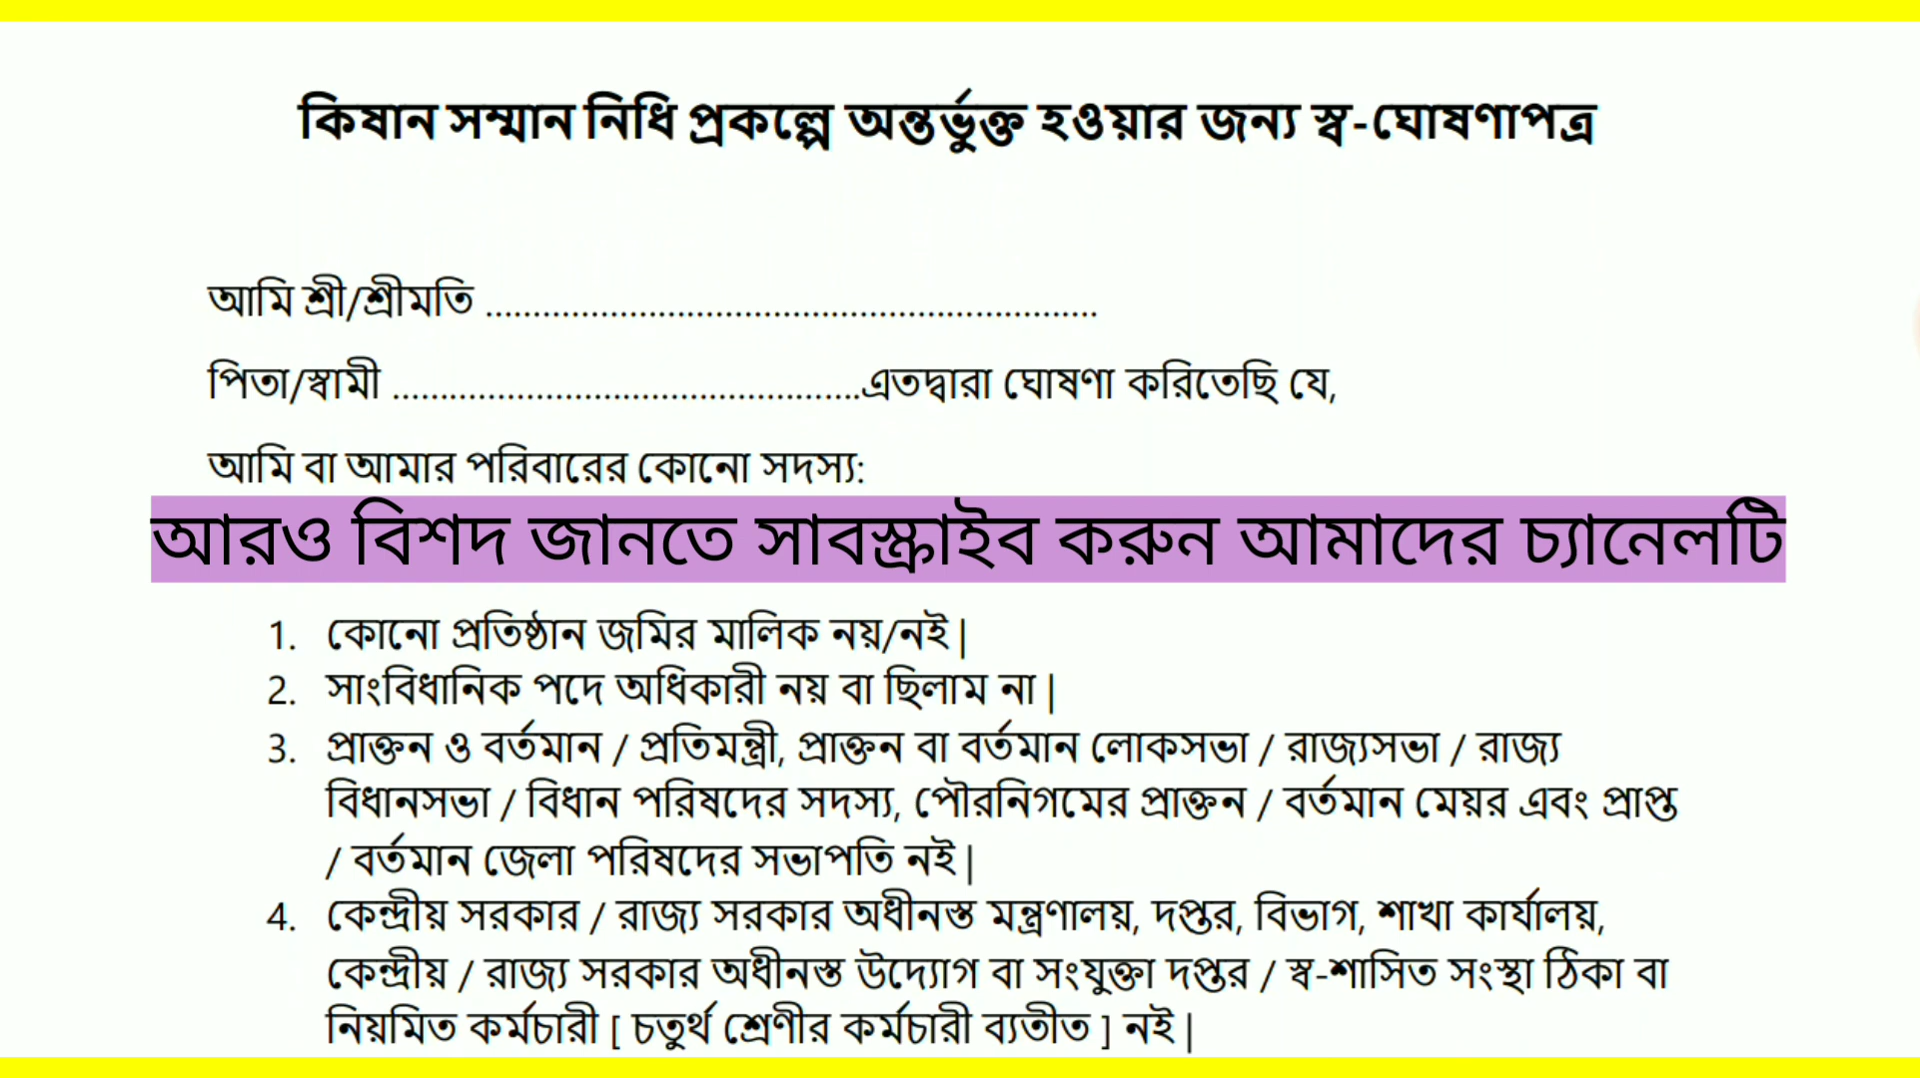 কিষান সম্মান নিধি প্রকল্পে অন্তর্ভুক্ত হওয়ার জন্য স্ব-ঘোষণাপত্র
আমি শ্রী/শ্রীমতি ................................................................
পিতা/স্বামী .................................................এতদ্বারা ঘোষণা করিতেছি যে,
আমি বা আমার পরিবারের কোনো সদস্য:
আরও বিশদ জানতে সাবস্ক্রাইব করুন আমাদের চ্যানেলটি
1. কোনো প্রতিষ্ঠান জমির মালিক নয়/নই|
2. সাংবিধানিক পদে অধিকারী নয় বা ছিলাম না|
3. প্রাক্তন ও বর্তমান / প্রতিমন্ত্রী, প্রাক্তন বা বর্তমান লোকসভা / রাজ্যসভা / রাজ্য
বিধানসভা / বিধান পরিষদের সদস্য, পৌরনিগমের প্রাক্তন / বর্তমান মেয়র এবং প্রাপ্ত
/ বর্তমান জেলা পরিষদের সভাপতি নই|
4. কেন্দ্রীয় সরকার / রাজ্য সরকার অধীনস্ত মন্ত্রণালয়, দপ্তর, বিভাগ, শাখা কার্যালয়,
কেন্দ্রীয় / রাজ্য সরকার অধীনস্ত উদ্যোগ বা সংযুক্তা দপ্তর / স্ব-শাসিত সংস্থা ঠিকা বা
নিয়মিত কর্মচারী [ চতুর্থ শ্রেণীর কর্মচারী ব্যতীত ] নই|